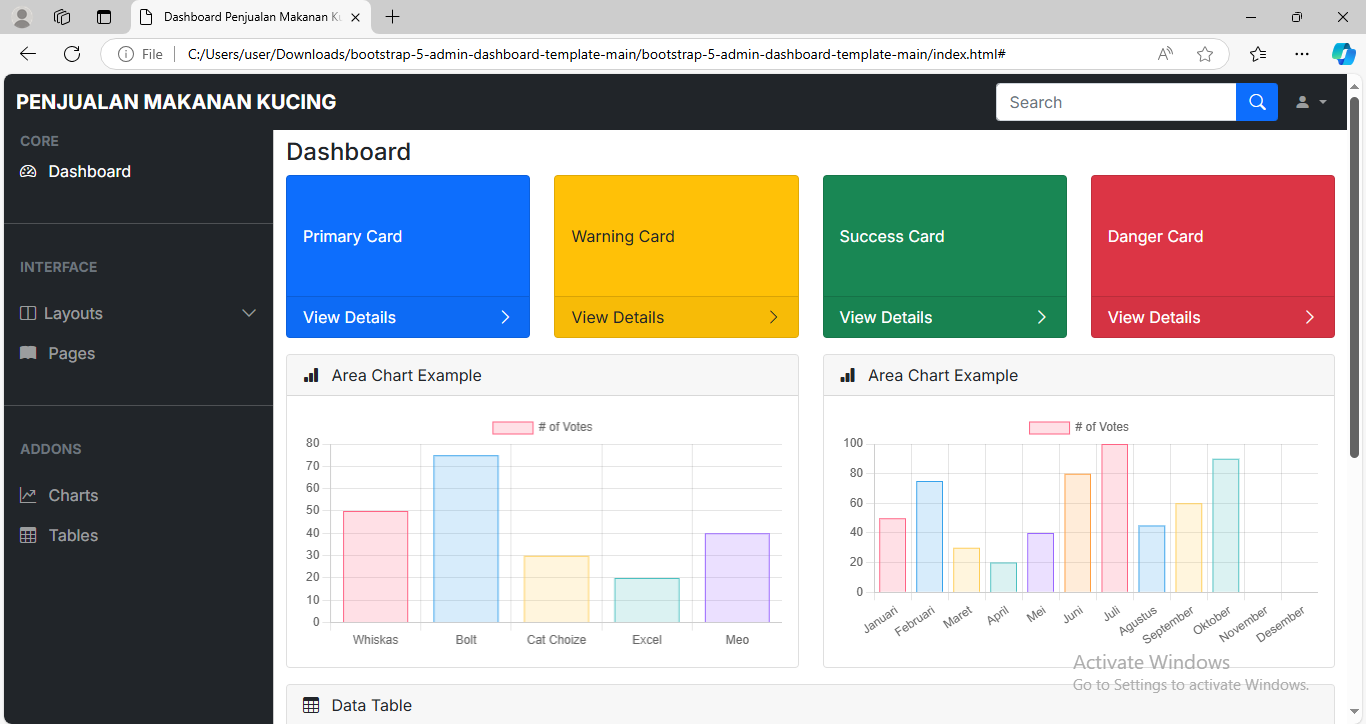 Dashboard Penjualan Makanan K
File
C:/Users/user/Downloads/bootstrap-5-admin-dashboard-template-main/bootstrap-5-admin-dashboard-template-main/index.html#
PENJUALAN MAKANAN KUCING
Search
CORE
Dashboard
INTERFACE
Layouts
Pages
ADDONS
Charts
Tables
Dashboard
Primary Card
View Details
Warning Card
View Details
Success Card
View Details
Danger Card
View Details
Area Chart Example
# of Votes
80
70
60
50
40
30
20
10
0
Whiskas Bolt Cat Choize Excel Meo
Area Chart Example
# of Votes
100
80
60
40
20
0
Januari Februari Maret April Mei Juni Juli Agustus September Oktober November Desember
Data Table
Activate Windows
Go to Settings to activate Windows.